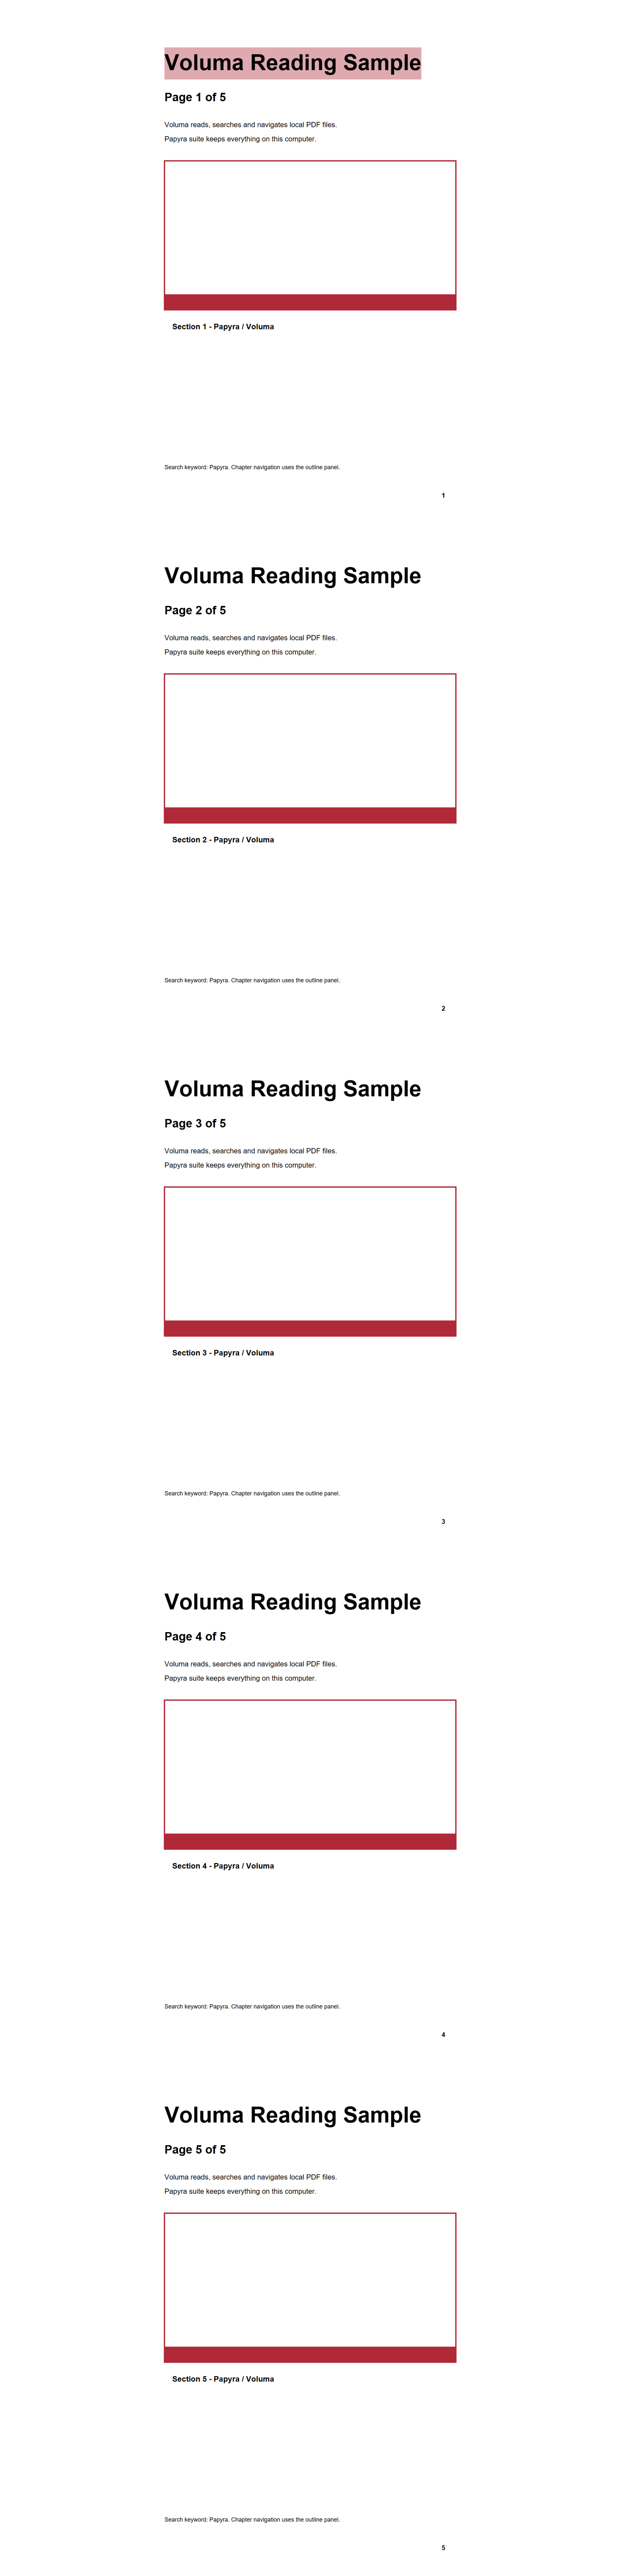 Voluma Reading Sample
Page 1 of 5
Voluma reads, searches and navigates local PDF files.
Papyra suite keeps everything on this computer.
Section 1 - Papyra / Voluma
Search keyword: Papyra. Chapter navigation uses the outline panel.
1
Voluma Reading Sample
Page 2 of 5
Voluma reads, searches and navigates local PDF files.
Papyra suite keeps everything on this computer.
Section 2 - Papyra / Voluma
Search keyword: Papyra. Chapter navigation uses the outline panel.
2
Voluma Reading Sample
Page 3 of 5
Voluma reads, searches and navigates local PDF files.
Papyra suite keeps everything on this computer.
Section 3 - Papyra / Voluma
Search keyword: Papyra. Chapter navigation uses the outline panel.
3
Voluma Reading Sample
Page 4 of 5
Voluma reads, searches and navigates local PDF files.
Papyra suite keeps everything on this computer.
Section 4 - Papyra / Voluma
Search keyword: Papyra. Chapter navigation uses the outline panel.
4
Voluma Reading Sample
Page 5 of 5
Voluma reads, searches and navigates local PDF files.
Papyra suite keeps everything on this computer.
Section 5 - Papyra / Voluma
Search keyword: Papyra. Chapter navigation uses the outline panel.
5